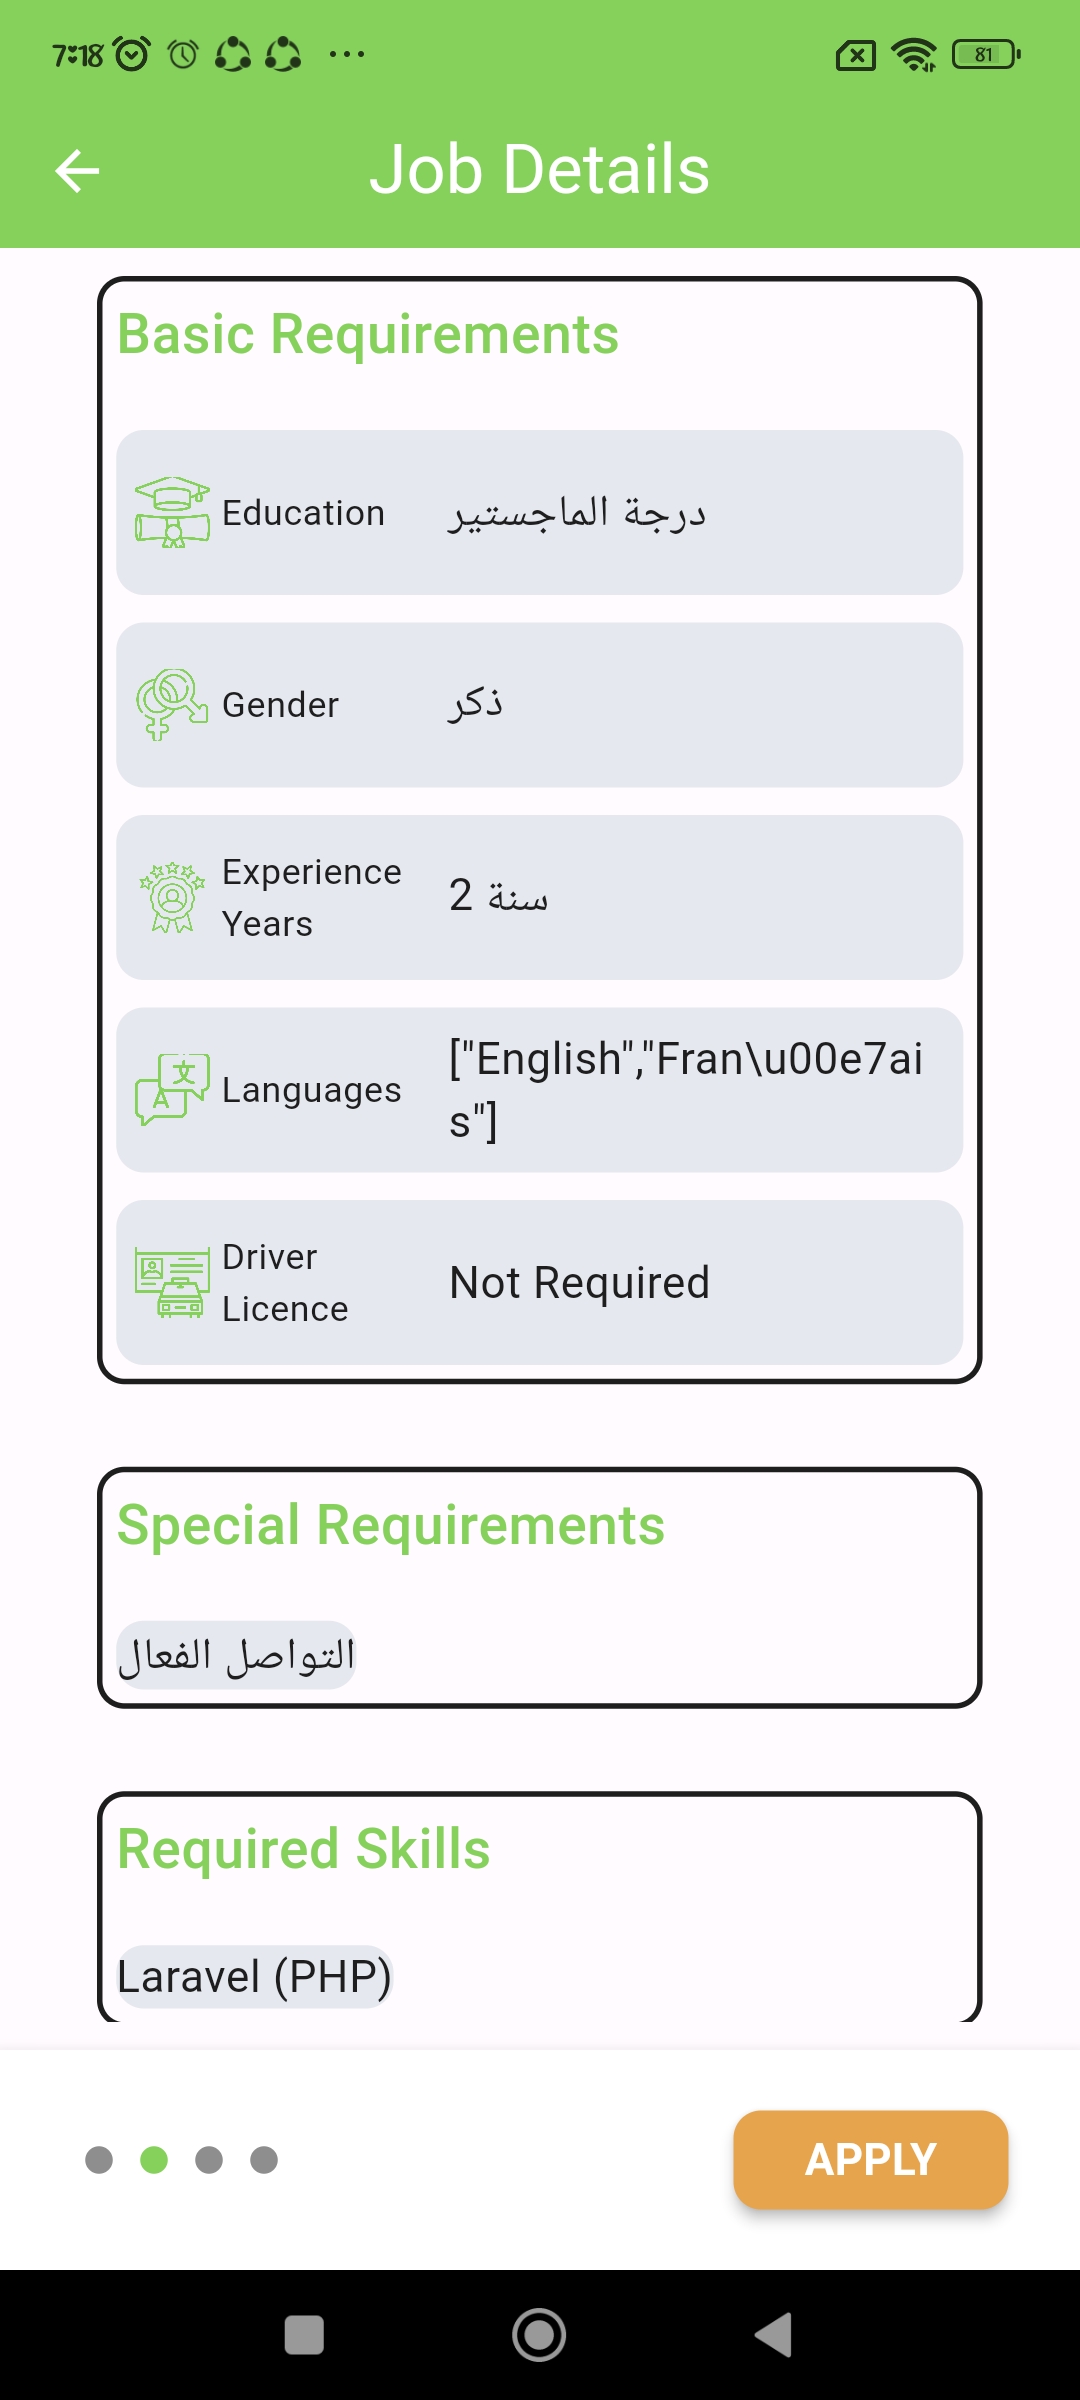 7:18
81
Job Details
Basic Requirements
Education
درجة الماجستير
Gender
ذكر
Experience
Years
2 سنة
Languages
["English","Fran\u00e7ai
s"]
Driver
Licence
Not Required
Special Requirements
التواصل الفعال
Required Skills
Laravel (PHP)
APPLY